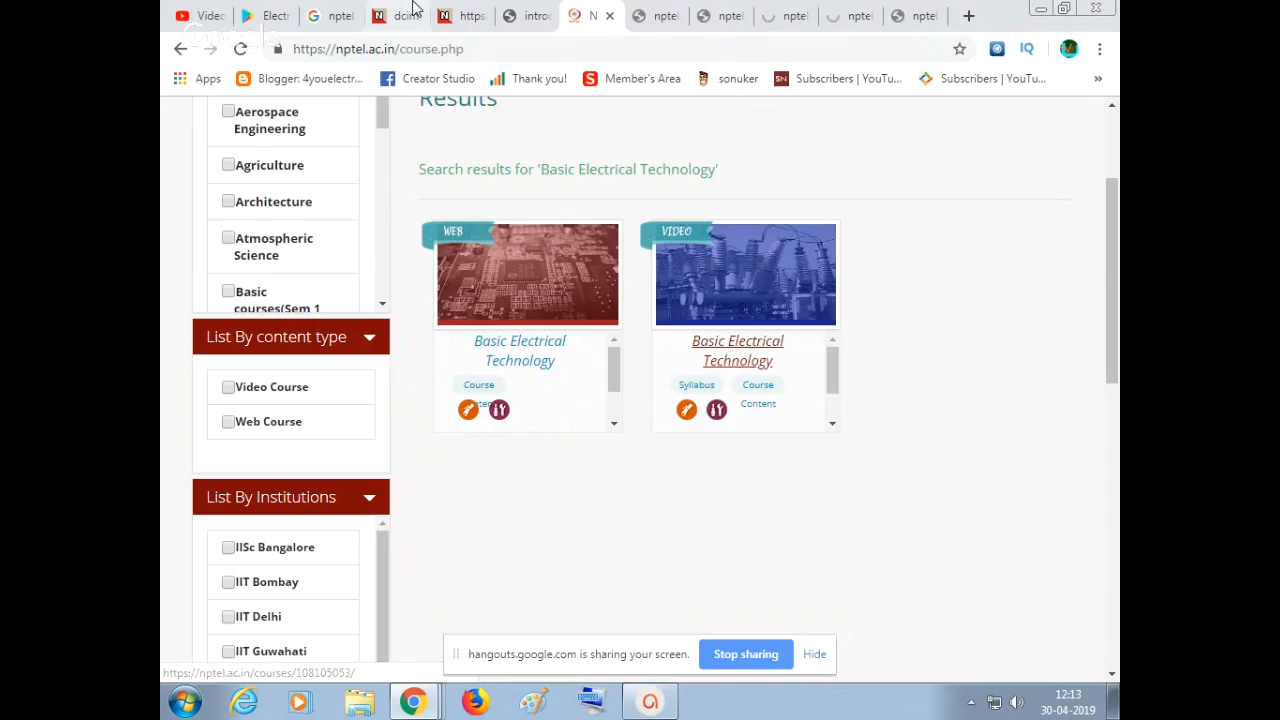 Video
Electr
nptel
dcim
https:
introd
N
nptel
nptel
nptel
nptel
nptel
https://nptel.ac.in/course.php
IQ
Apps
Blogger: 4youelectr...
Creator Studio
Thank you!
Member's Area
sonuker
Subscribers | YouTu...
Subscribers | YouTu...
»
Results
Aerospace
Engineering
Agriculture
Architecture
Atmospheric
Science
Basic
courses(Sem 1
List By content type
Video Course
Web Course
List By Institutions
IISc Bangalore
IIT Bombay
IIT Delhi
IIT Guwahati
Search results for 'Basic Electrical Technology'
WEB
Basic Electrical
Technology
Course
VIDEO
Basic Electrical
Technology
Syllabus
Course
Content
hangouts.google.com is sharing your screen.
Stop sharing
Hide
https://nptel.ac.in/courses/108105053/
12:13
30-04-2019